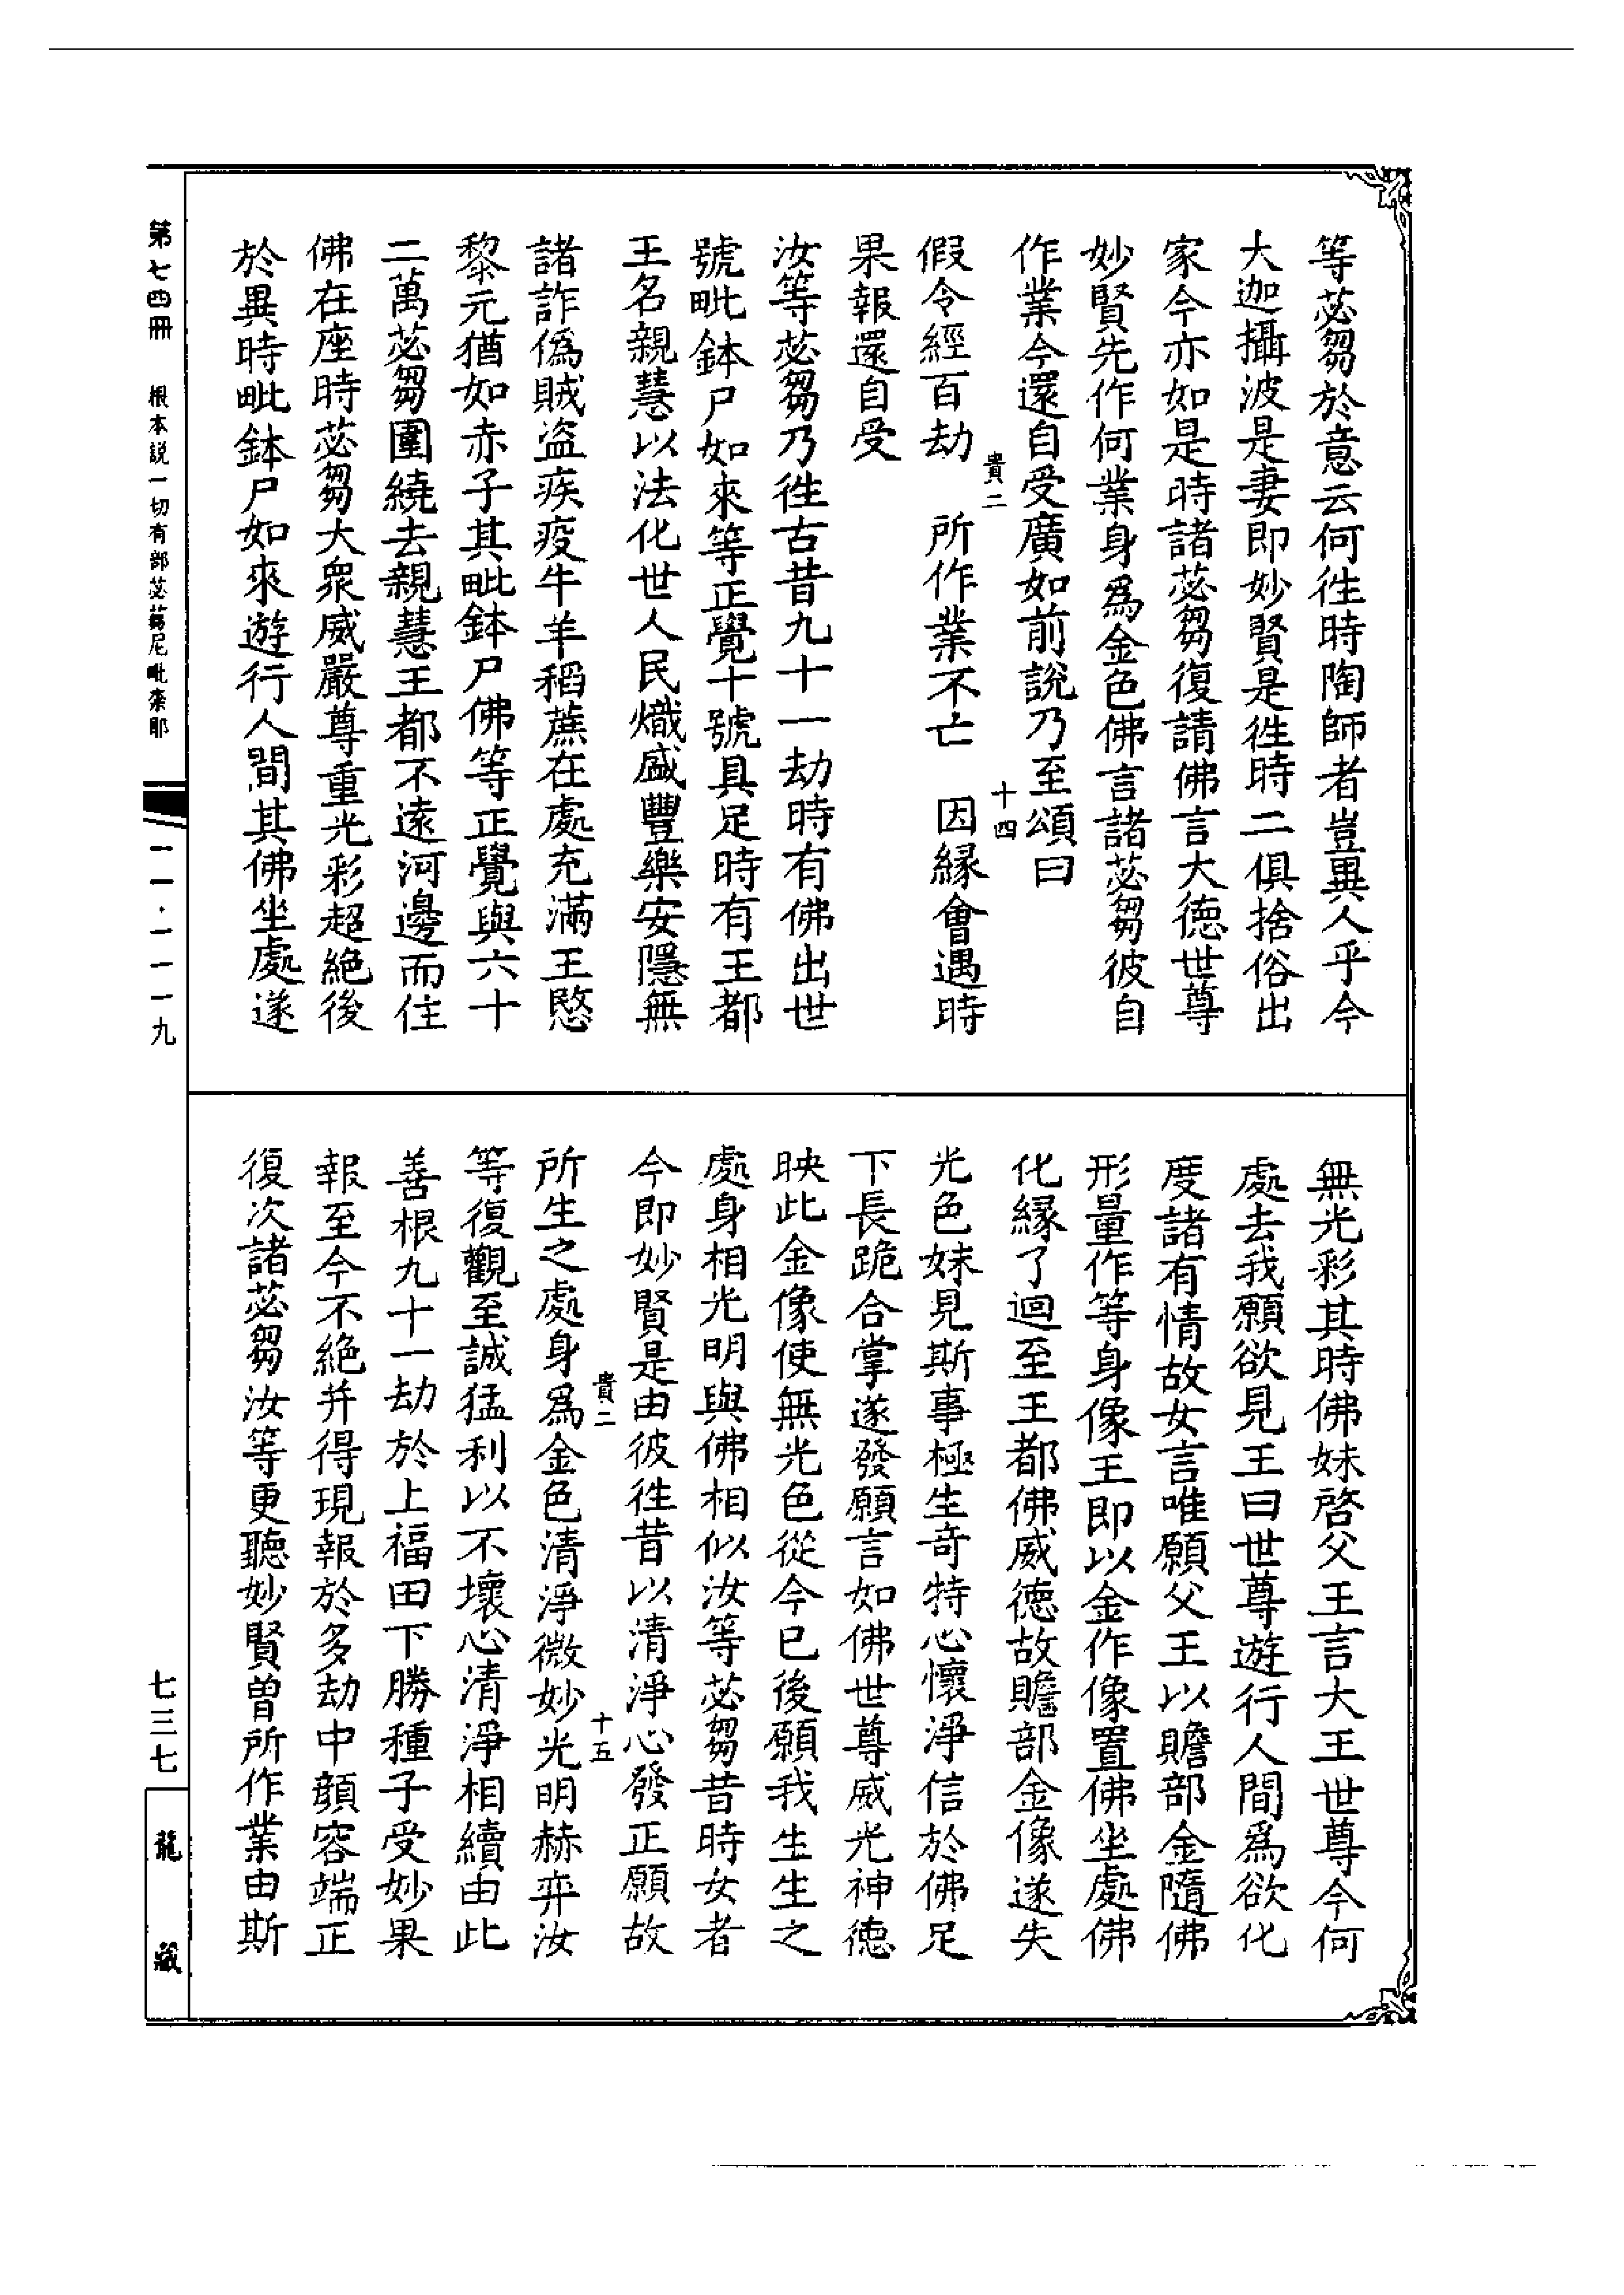 等苾芻於意云何徃時陶師者豈異人乎今
大迦攝波是妻即妙賢是徃時二俱捨俗出
家今亦如是時諸苾芻復請佛言大德世尊
妙賢先作何業身爲金色佛言諸苾芻彼自
作業今還自受廣如前說乃至頌曰
貴二
十四
假令經百劫　所作業不亡　因緣會遇時
果報還自受
汝等苾芻乃徃古昔九十一劫時有佛出世
號毗鉢尸如來等正覺十號具足時有王都
王名親慧以法化世人民熾盛豐樂安隱無
諸詐僞賊盗疾疫牛羊稻蔗在處充滿王愍
黎元猶如赤子其毗鉢尸佛等正覺與六十
二萬苾芻圍繞去親慧王都不遠河邊而住
佛在座時苾芻大衆威嚴尊重光彩超絶後
於異時毗鉢尸如來遊行人間其佛坐處遂
無光彩其時佛妹啓父王言大王世尊今何
處去我願欲見王曰世尊遊行人間爲欲化
度諸有情故女言唯願父王以贍部金隨佛
形量作等身像王即以金作像置佛坐處佛
化緣了迴至王都佛威德故贍部金像遂失
光色妹見斯事極生奇特心懷淨信於佛足
下長跪合掌遂發願言如佛世尊威光神德
映此金像使無光色從今已後願我生生之
處身相光明與佛相似汝等苾芻昔時女者
今即妙賢是由彼徃昔以清淨心發正願故
貴二
十五
所生之處身爲金色清淨微妙光明赫弈汝
等復觀至誠猛利以不壞心清淨相續由此
善根九十一劫於上福田下勝種子受妙果
報至今不絶并得現報於多劫中顏容端正
復次諸苾芻汝等更聽妙賢曽所作業由斯
第七四冊　根本説一切有部苾蒭尼毗柰耶
一一·一一一九
七三七
龍藏